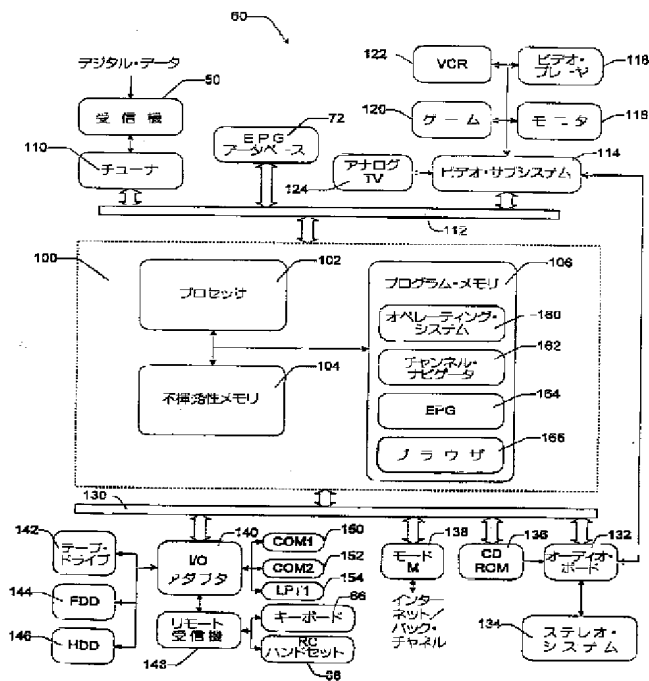 60
デジタル・データ
50
受信機
110
チューナ
72
EPG
データベース
122
VCR
ビデオ・
プレーヤ
116
120
ゲーム
モニタ
118
124
アナログ
TV
114
ビデオ・サブシステム
112
100
102
プロセッサ
104
不揮発性メモリ
106
プログラム・メモリ
オペレーティング・
システム
160
チャンネル・
ナビゲータ
162
EPG
164
ブラウザ
166
130
142
テープ・
ドライブ
144
FDD
146
HDD
140
I/O
アダプタ
リモート
受信機
148
COM1
150
COM2
152
LPT1
154
キーボード
66
RC
ハンドセット
68
138
モード
M
インター
ネット/
バック・
チャネル
136
CD
ROM
132
オーディオ・
ボード
134
ステレオ・
システム